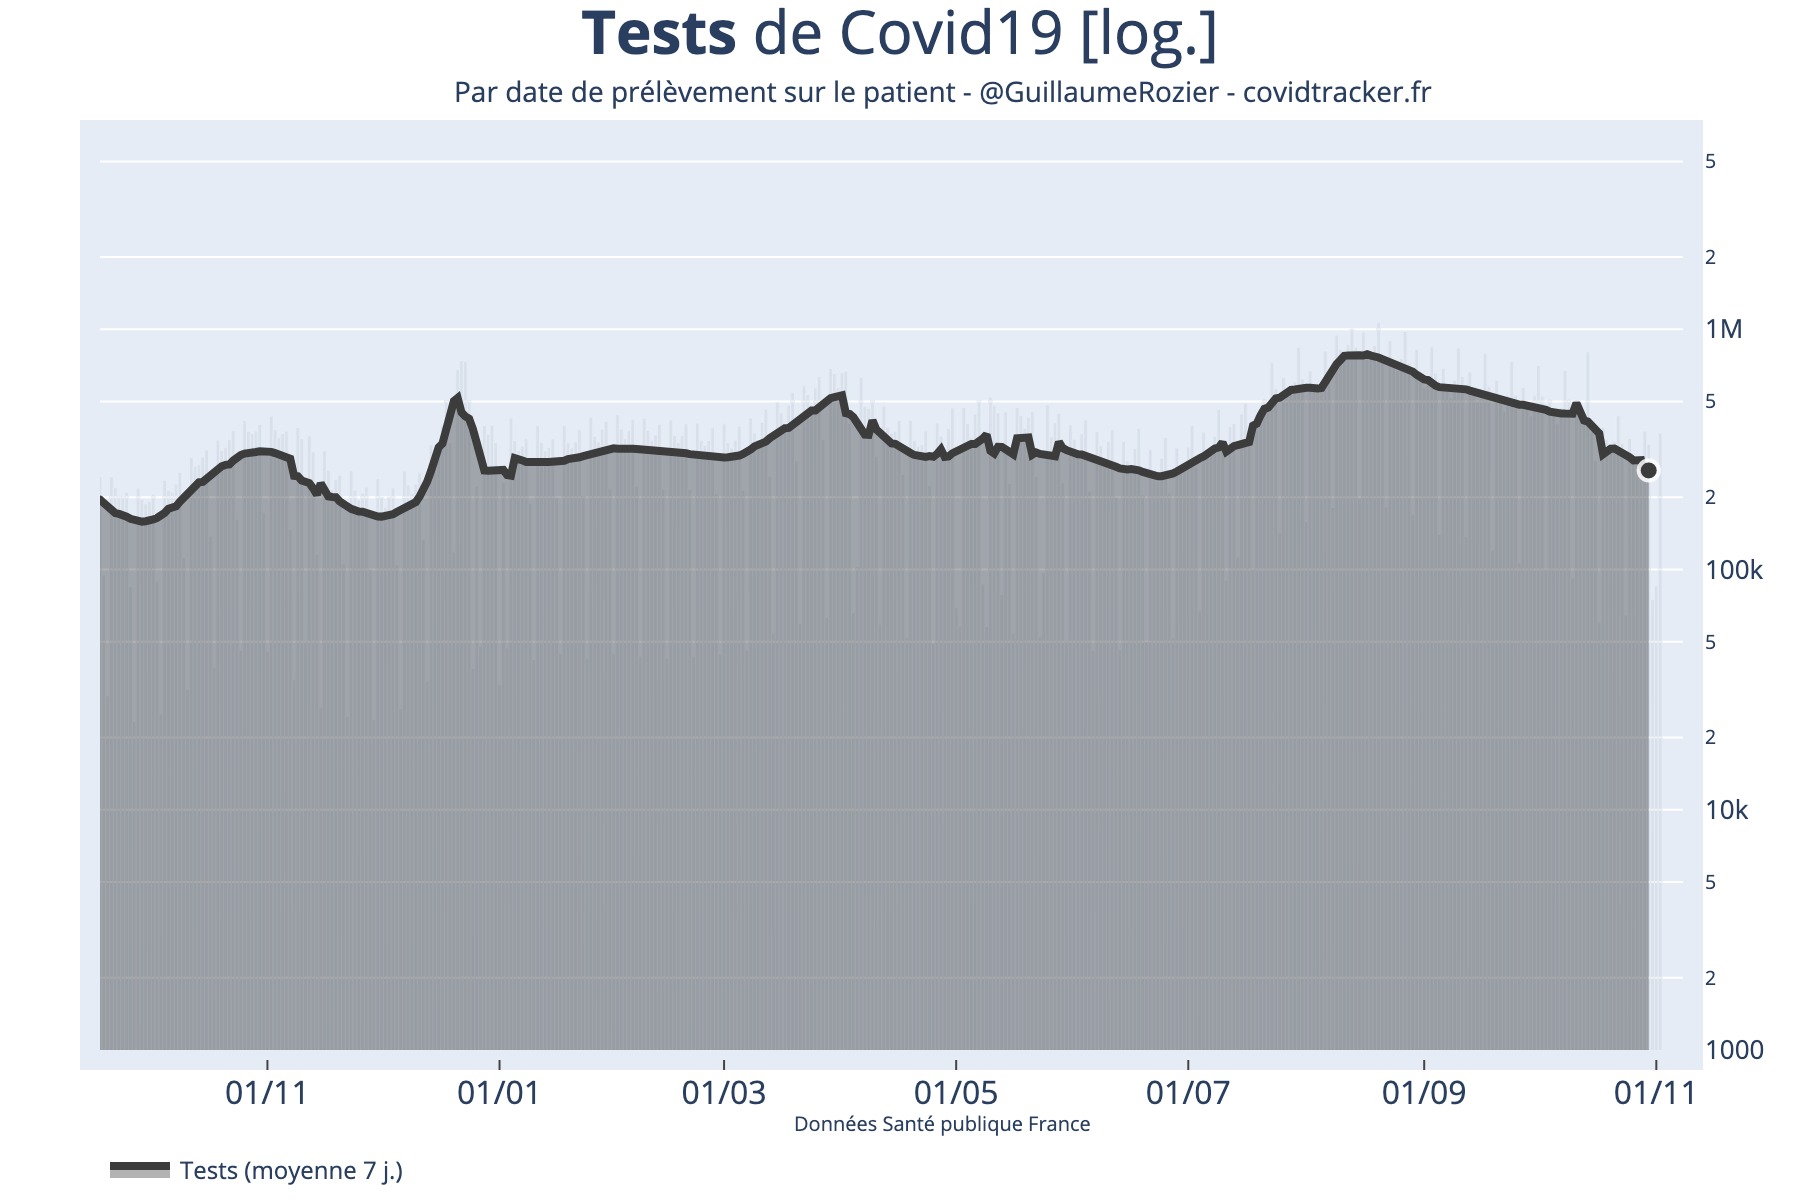 Tests de Covid19 [log.]
Par date de prélèvement sur le patient - @GuillaumeRozier - covidtracker.fr
5
2
1M
5
2
100k
5
2
10k
5
2
1000
01/11 01/01 01/03 01/05 01/07 01/09 01/11
Données Santé publique France
Tests (moyenne 7 j.)